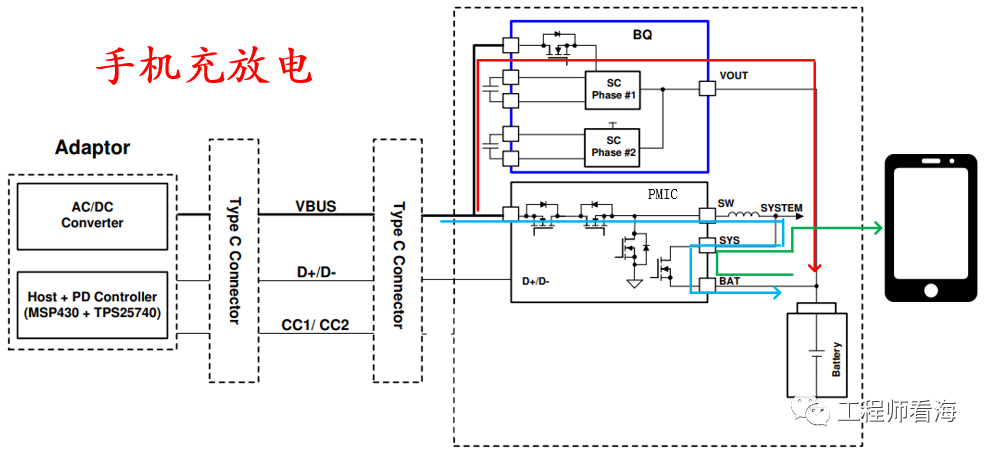 手机充放电
BQ
VOUT
SC
Phase #1
SC
Phase #2
Adaptor
AC/DC
Converter
Host + PD Controller
(MSP430 + TPS25740)
Type C Connector
VBUS
D+/D-
CC1/ CC2
Type C Connector
PMIC
SW
SYSTEM
SYS
D+/D-
BAT
Battery
工程师看海